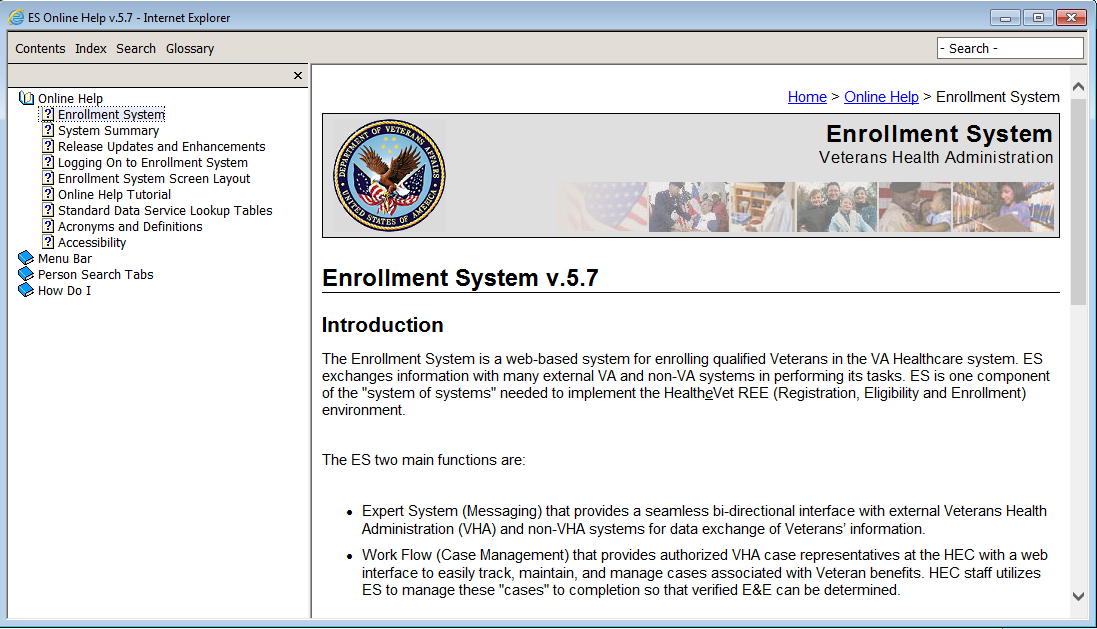 ES Online Help v.5.7 - Internet Explorer
Contents Index Search Glossary
- Search -
Online Help
Enrollment System
System Summary
Release Updates and Enhancements
Logging On to Enrollment System
Enrollment System Screen Layout
Online Help Tutorial
Standard Data Service Lookup Tables
Acronyms and Definitions
Accessibility
Menu Bar
Person Search Tabs
How Do I
Home > Online Help > Enrollment System
DEPARTMENT OF VETERANS AFFAIRS
UNITED STATES OF AMERICA
Enrollment System
Veterans Health Administration
Enrollment System v.5.7
Introduction
The Enrollment System is a web-based system for enrolling qualified Veterans in the VA Healthcare system. ES
exchanges information with many external VA and non-VA systems in performing its tasks. ES is one component
of the "system of systems" needed to implement the HealtheVet REE (Registration, Eligibility and Enrollment)
environment.
The ES two main functions are:
• Expert System (Messaging) that provides a seamless bi-directional interface with external Veterans Health
Administration (VHA) and non-VHA systems for data exchange of Veterans’ information.
• Work Flow (Case Management) that provides authorized VHA case representatives at the HEC with a web
interface to easily track, maintain, and manage cases associated with Veteran benefits. HEC staff utilizes
ES to manage these "cases" to completion so that verified E&E can be determined.